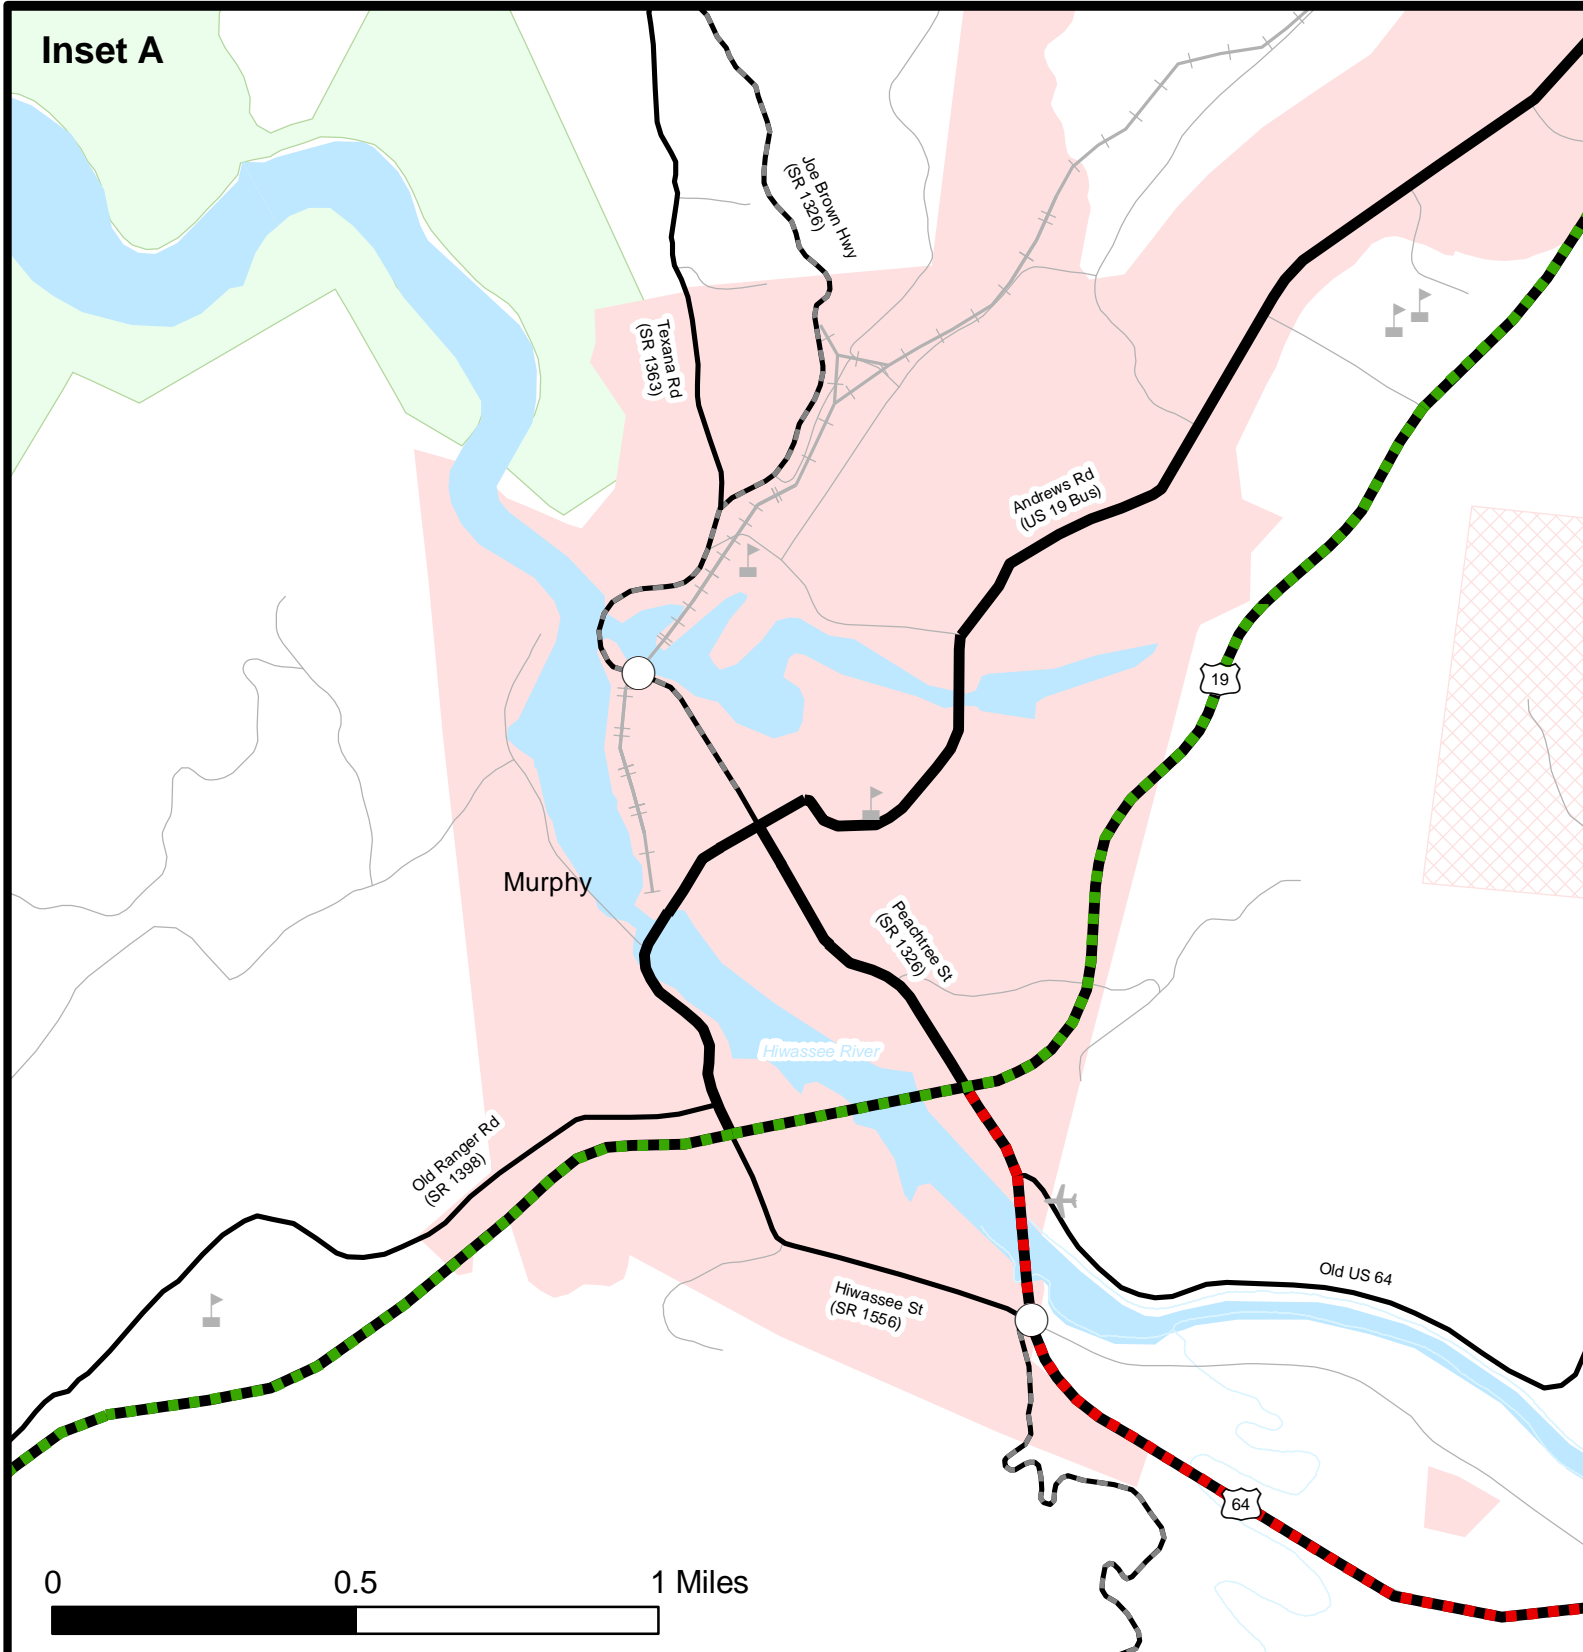 Inset A
Joe Brown Hwy
(SR 1326)
Texana Rd
(SR 1363)
Andrews Rd
(US 19 Bus)
19
Murphy
Peachtree St
(SR 1326)
Hiwassee River
Old Ranger Rd
(SR 1398)
Old US 64
Hiwassee St
(SR 1556)
64
0 0.5 1 Miles